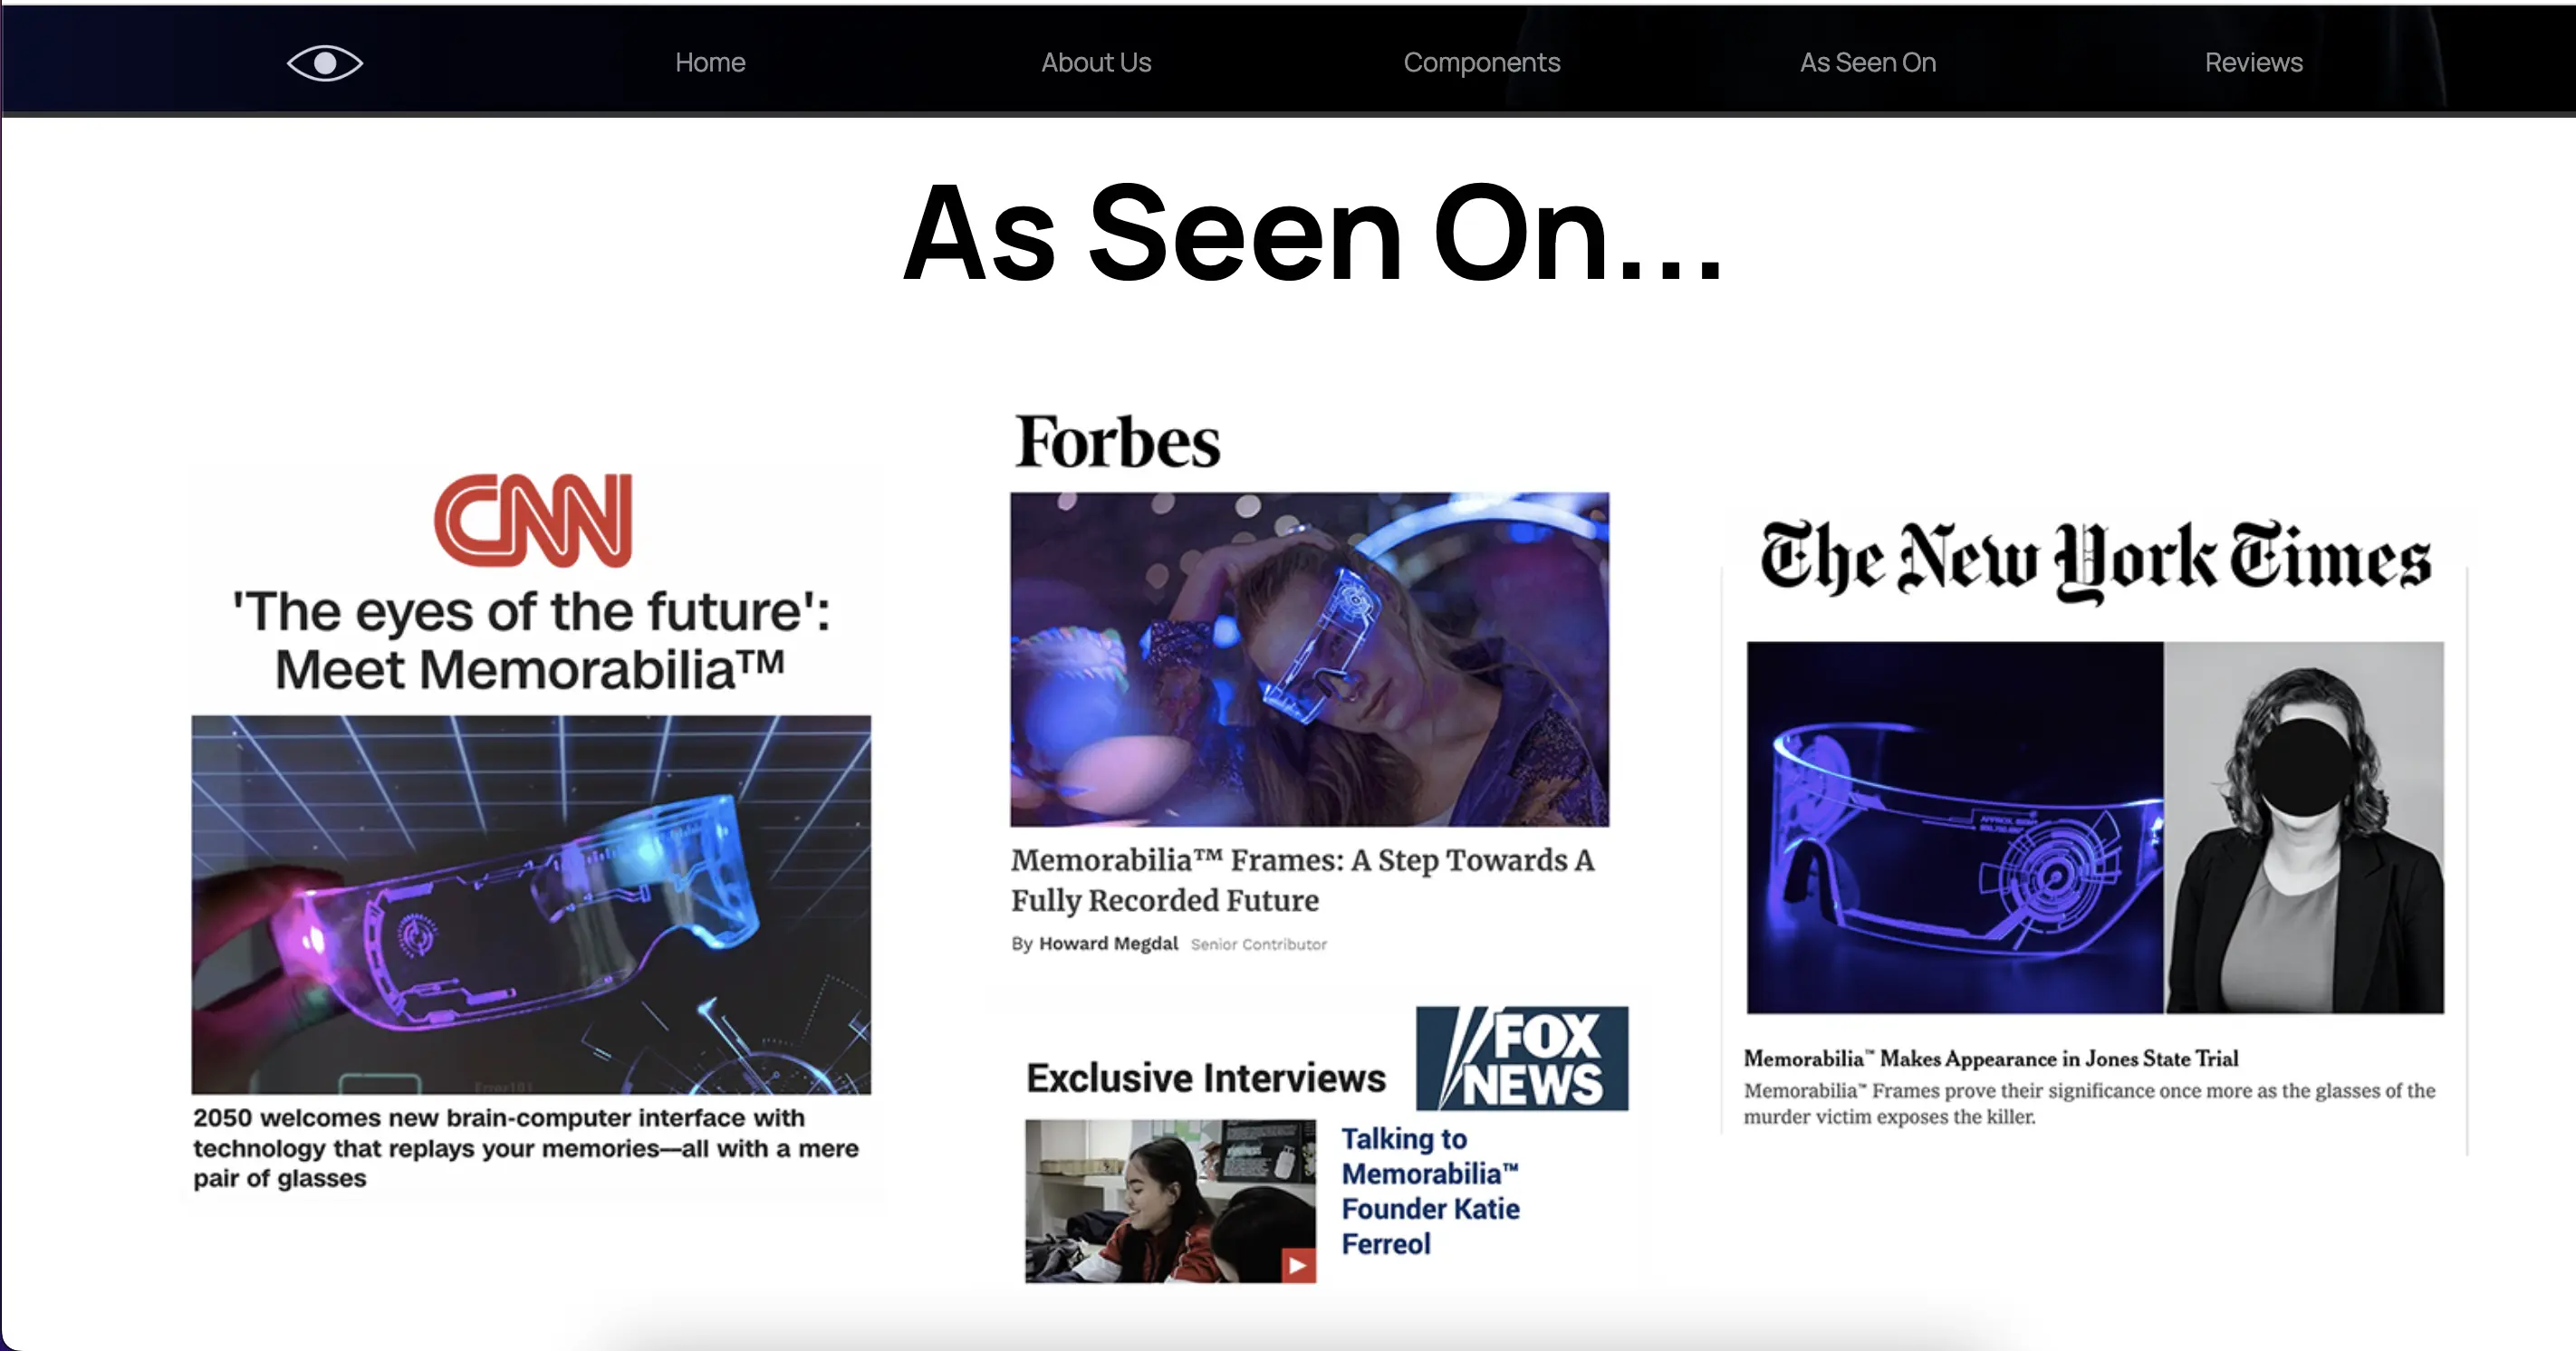 Home
About Us
Components
As Seen On
Reviews
As Seen On...
CNN
'The eyes of the future':
Meet Memorabilia™
2050 welcomes new brain-computer interface with
technology that replays your memories—all with a mere
pair of glasses
Forbes
Memorabilia™ Frames: A Step Towards A
Fully Recorded Future
By Howard Megdal Senior Contributor
Exclusive Interviews
FOX
NEWS
Talking to
Memorabilia™
Founder Katie
Ferreol
The New York Times
Memorabilia™ Makes Appearance in Jones State Trial
Memorabilia™ Frames prove their significance once more as the glasses of the
murder victim exposes the killer.